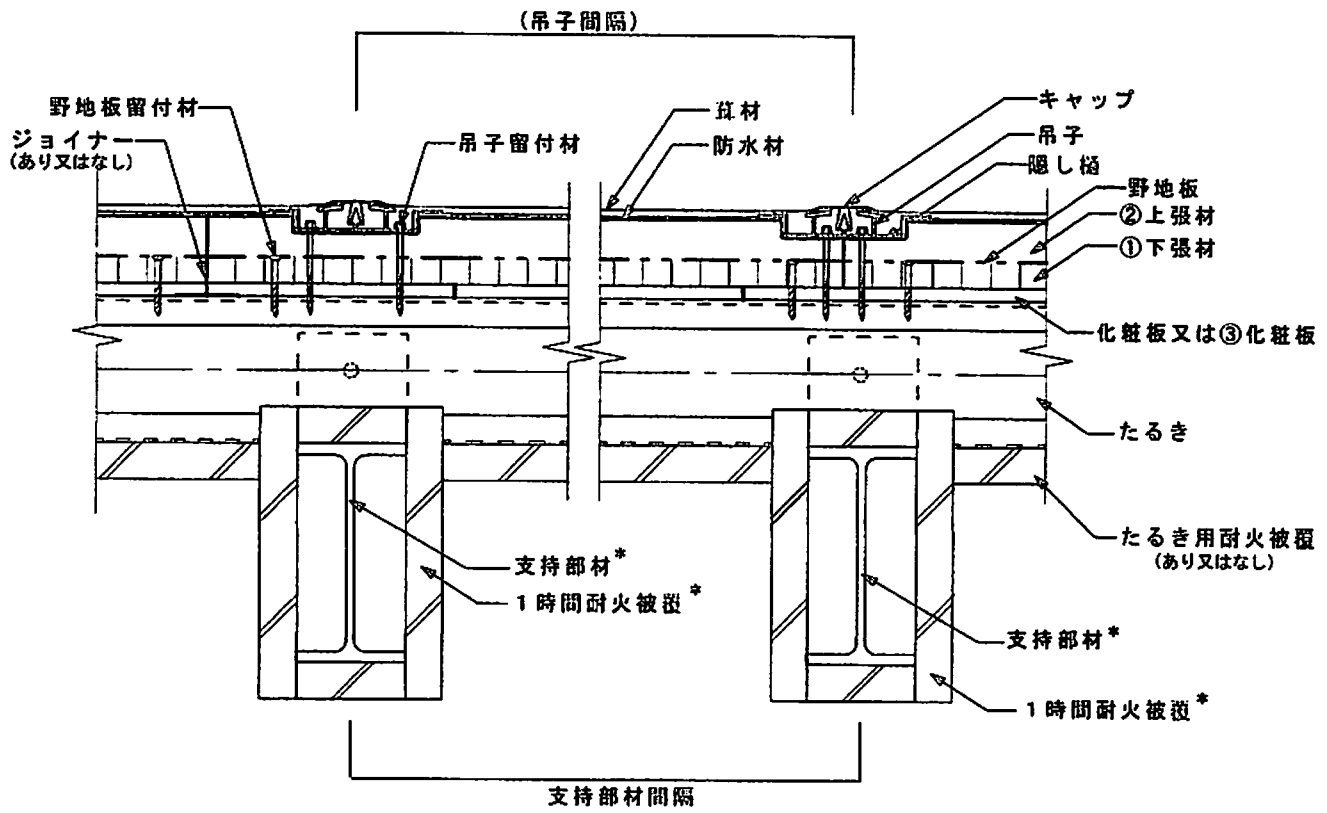 (吊子間隔)
野地板留付材
ジョイナー
(あり又はなし)
吊子留付材
葺材
防水材
キャップ
吊子
隠し樋
野地板
②上張材
①下張材
化粧板又は③化粧板
たるき
たるき用耐火被覆
(あり又はなし)
支持部材*
1時間耐火被覆*
支持部材*
1時間耐火被覆*
支持部材間隔